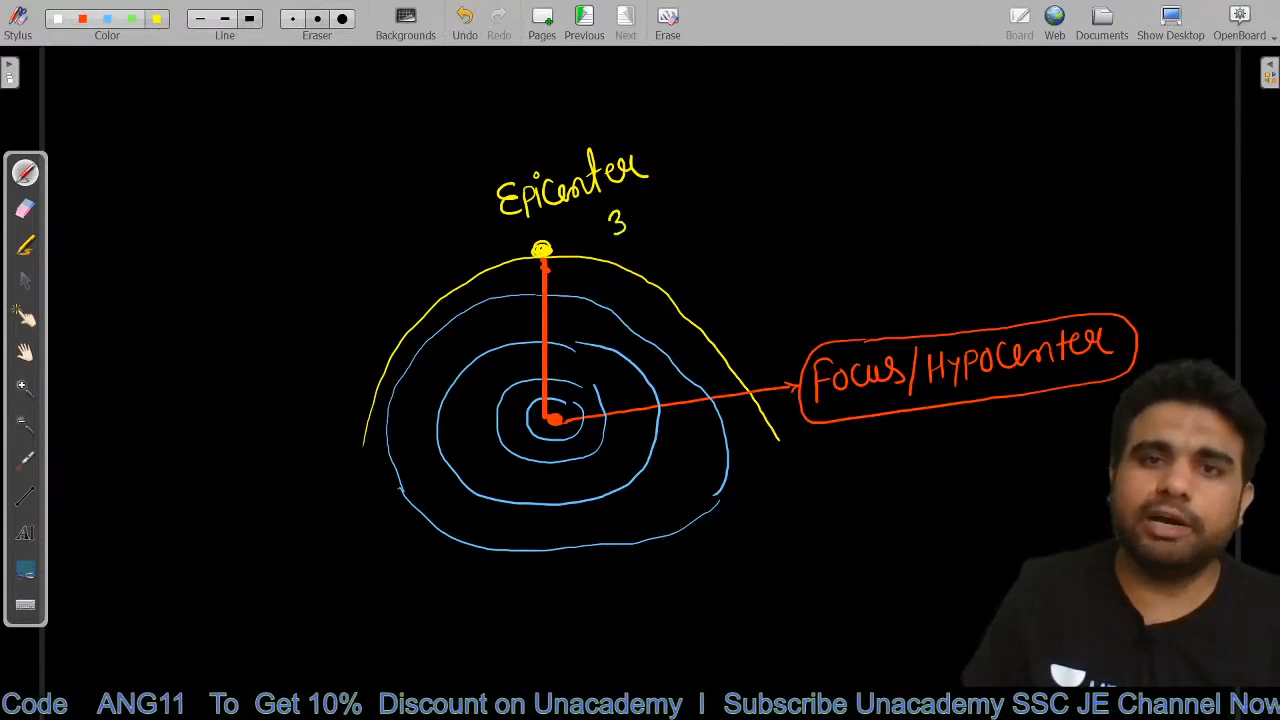 Stylus
Color
Line
Eraser
Backgrounds
Undo
Redo
Pages
Previous
Next
Erase
Board
Web
Documents
Show Desktop
OpenBoard
Epicenter
3
Focus/Hypocenter
Code ANG11 To Get 10% Discount on Unacademy I Subscribe Unacademy SSC JE Channel Now